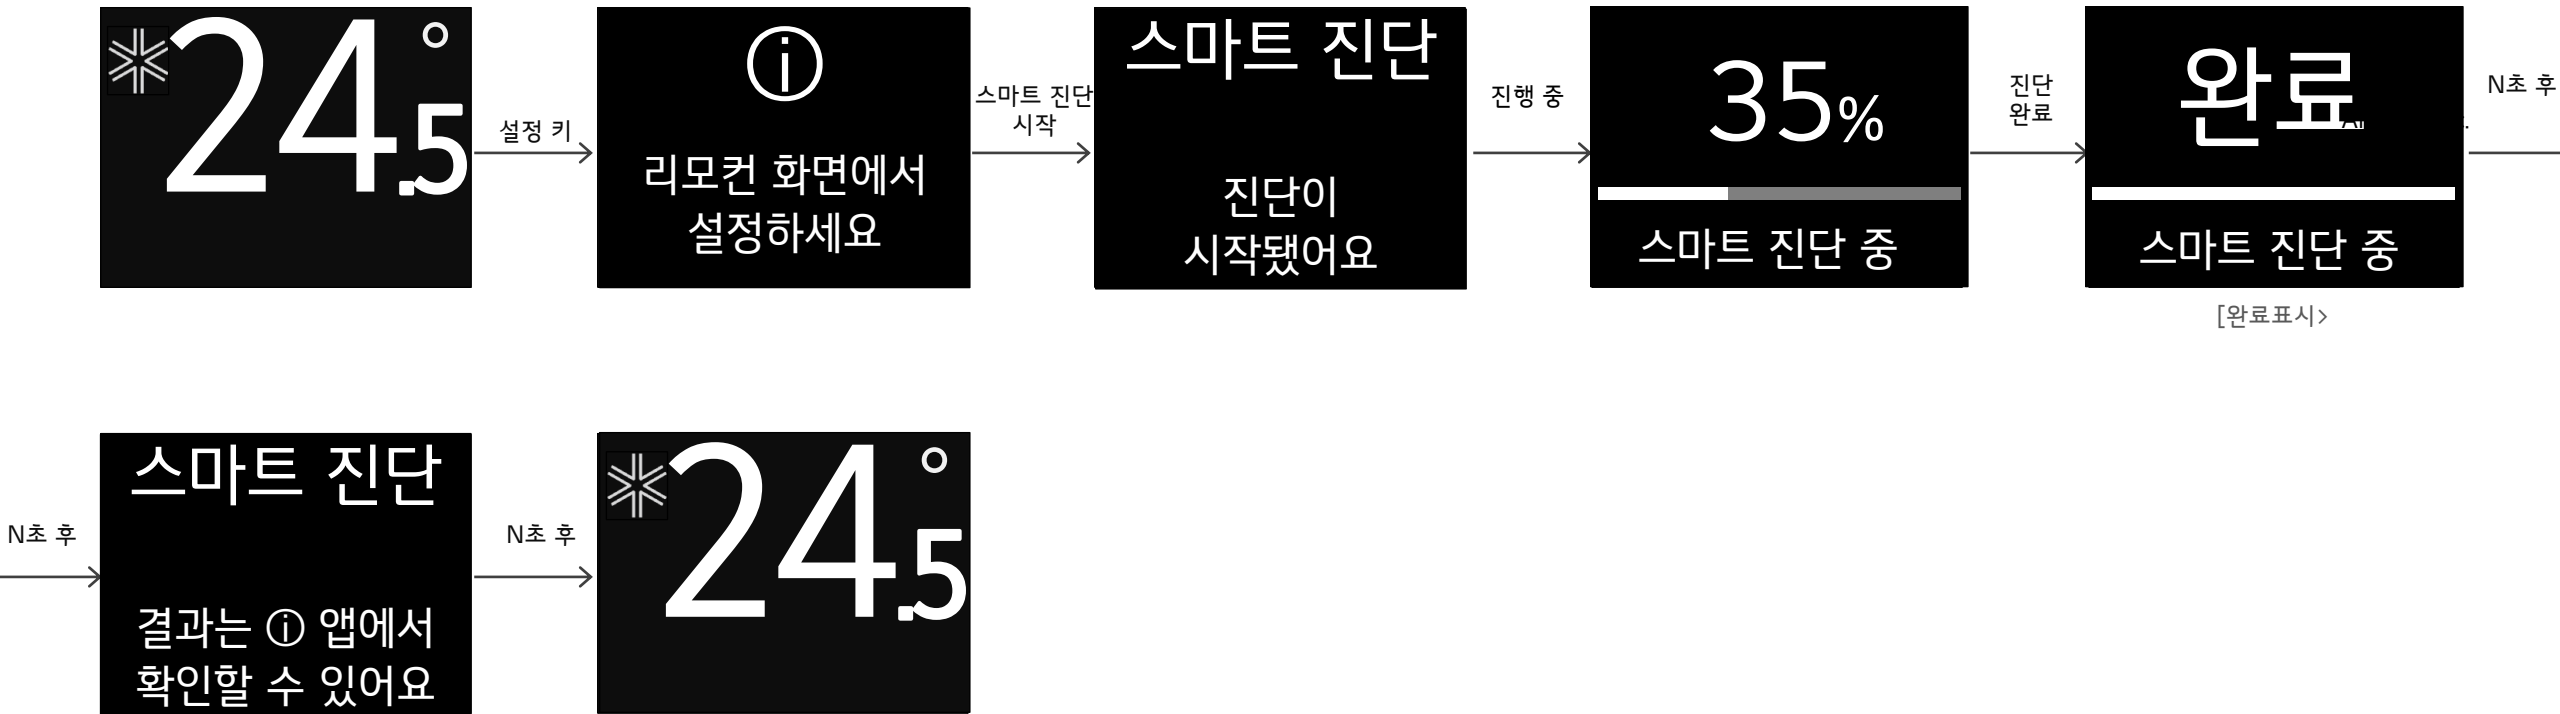 24.5°
설정 키
ⓘ
리모컨 화면에서
설정하세요
스마트 진단
시작
스마트 진단
진단이
시작됐어요
진행 중
35%
스마트 진단 중
진단
완료
완료
스마트 진단 중
[완료표시>
N초 후
N초 후
스마트 진단
결과는 ⓘ 앱에서
확인할 수 있어요
N초 후
24.5°